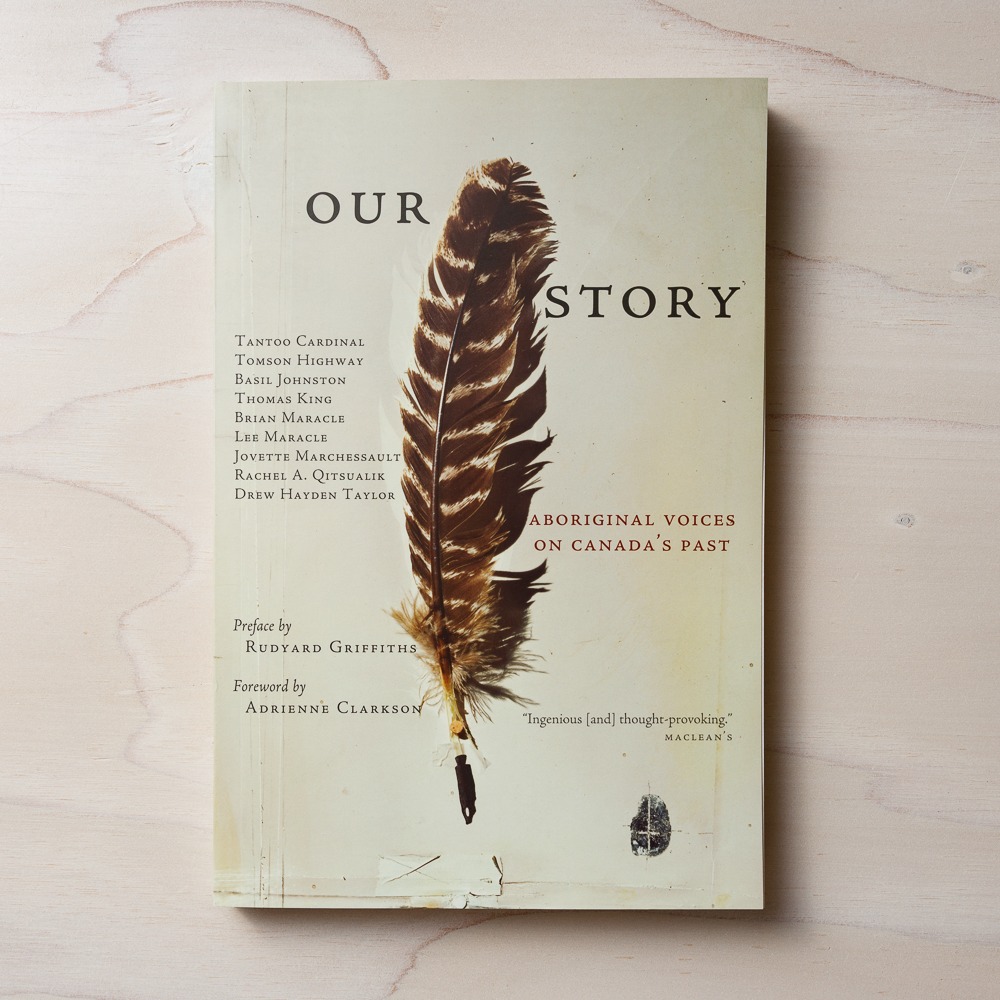 OUR
STORY
TANTOO CARDINAL
TOMSON HIGHWAY
BASIL JOHNSTON
THOMAS KING
BRIAN MARACLE
LEE MARACLE
JOVETTE MARCHESSAULT
RACHEL A. QITSUALIK
DREW HAYDEN TAYLOR
ABORIGINAL VOICES
ON CANADA'S PAST
Preface by
RUDYARD GRIFFITHS
Foreword by
ADRIENNE CLARKSON
“Ingenious [and] thought-provoking.”
MACLEAN'S